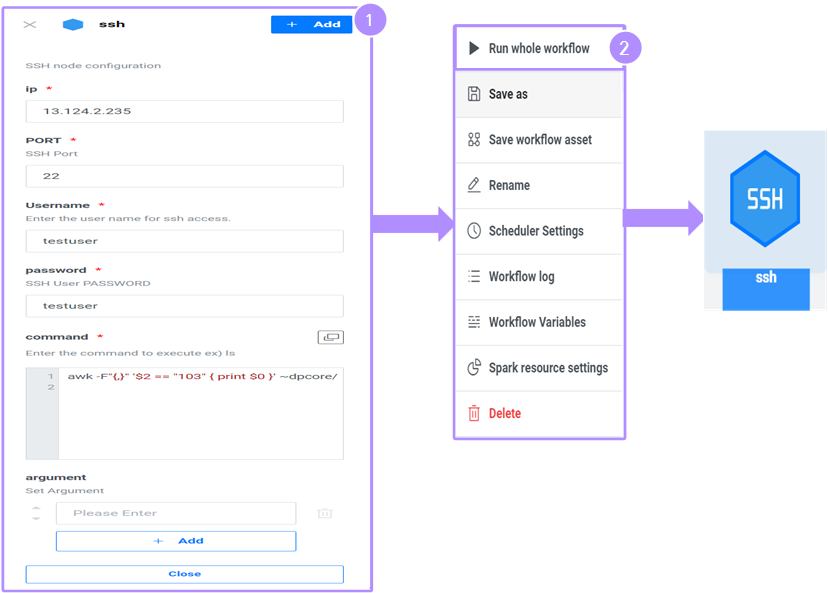 ssh
+ Add
1
SSH node configuration
ip *
13.124.2.235
PORT *
SSH Port
22
Username *
Enter the user name for ssh access.
testuser
password *
SSH User PASSWORD
testuser
command *
Enter the command to execute ex) ls
1 awk -F"{,}" '$2 == "103" { print $0 }' ~dpcore/
2
argument
Set Argument
Please Enter
+ Add
Close
Run whole workflow
2
Save as
Save workflow asset
Rename
Scheduler Settings
Workflow log
Workflow Variables
Spark resource settings
Delete
SSH
ssh